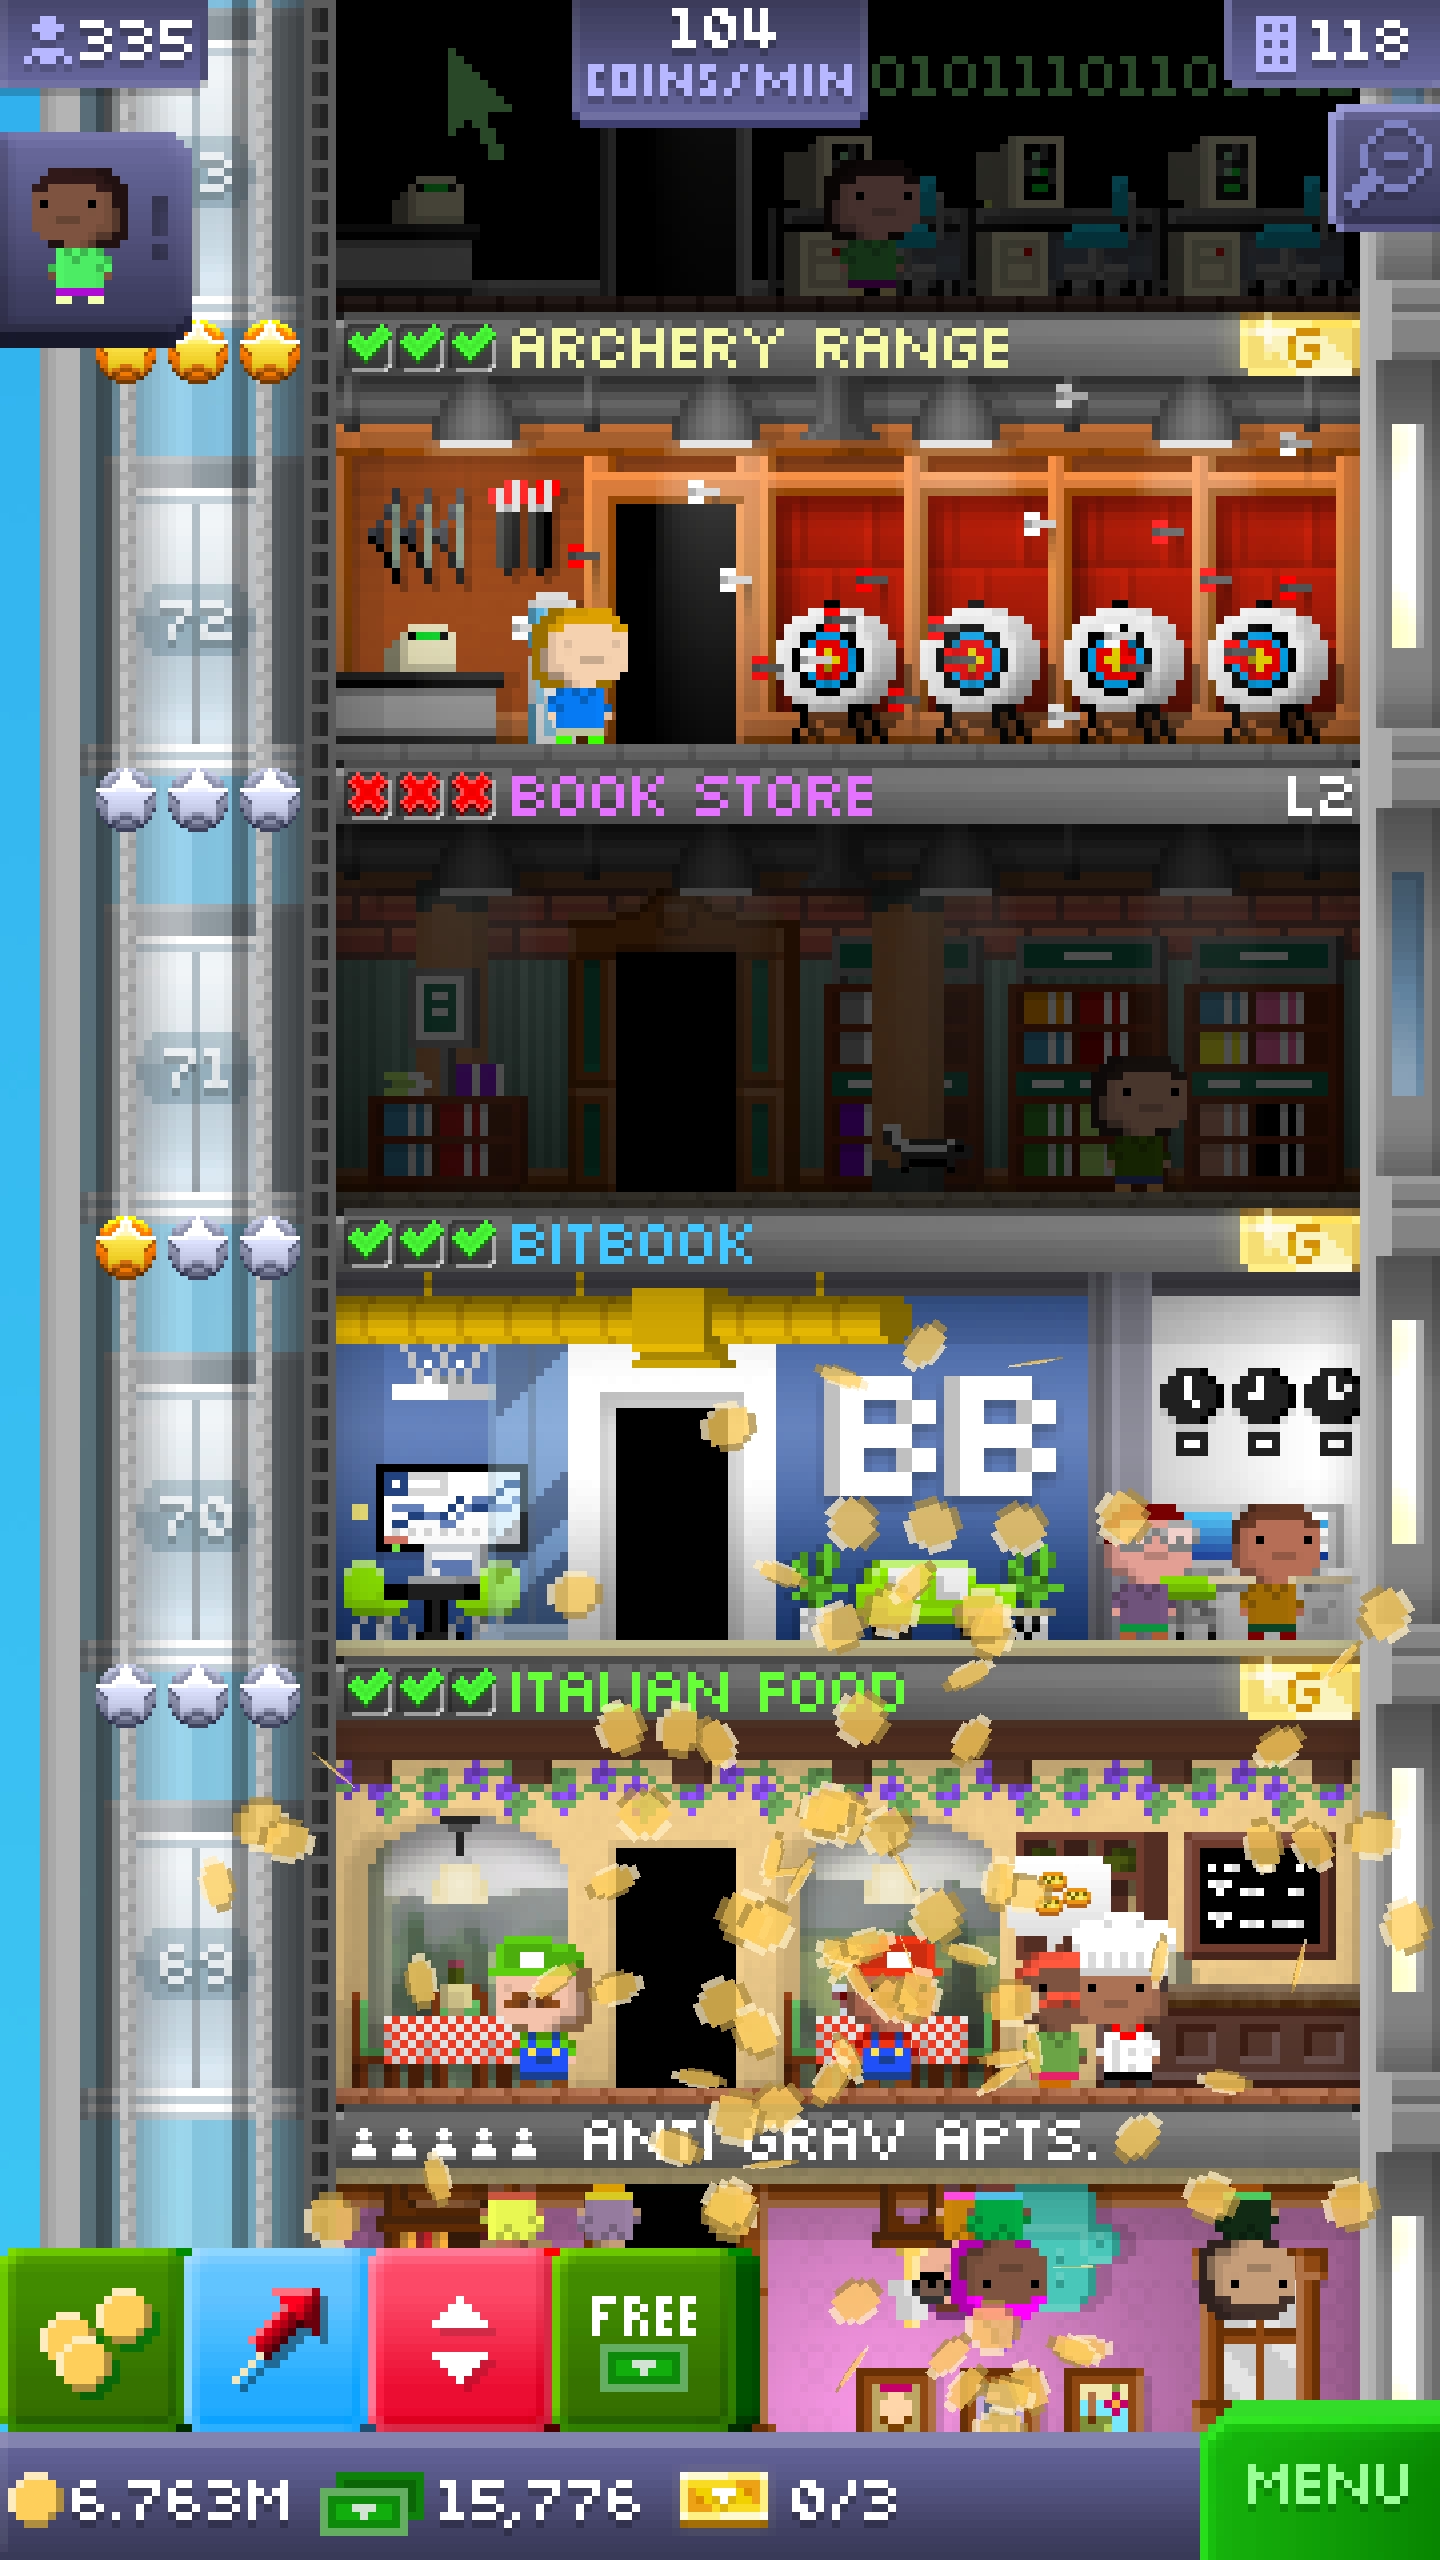 335
104
COINS/MIN
0101110110
118
3
ARCHERY RANGE
G
72
BOOK STORE
L2
71
BITBOOK
G
BB
70
ITALIAN FOOD
G
69
ANTI GRAV APTS.
FREE
6.763M
15,776
0/3
MENU